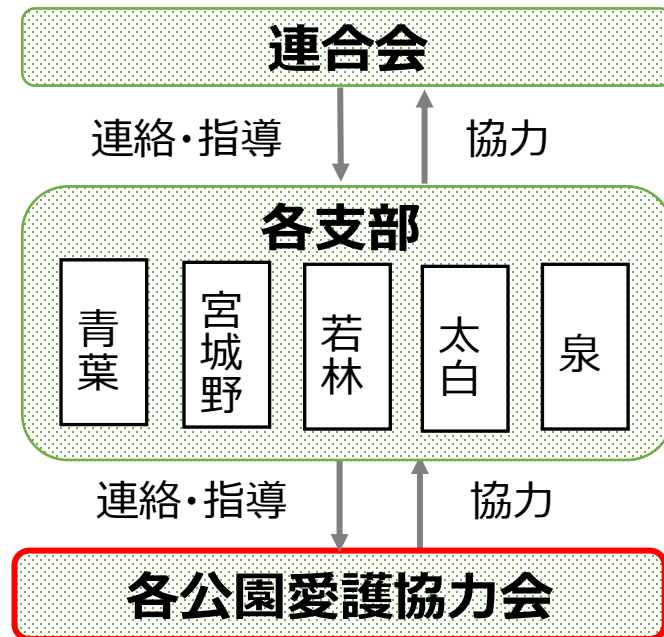 連合会
連絡・指導
協力
各支部
青葉
宮城野
若林
太白
泉
連絡・指導
協力
各公園愛護協力会